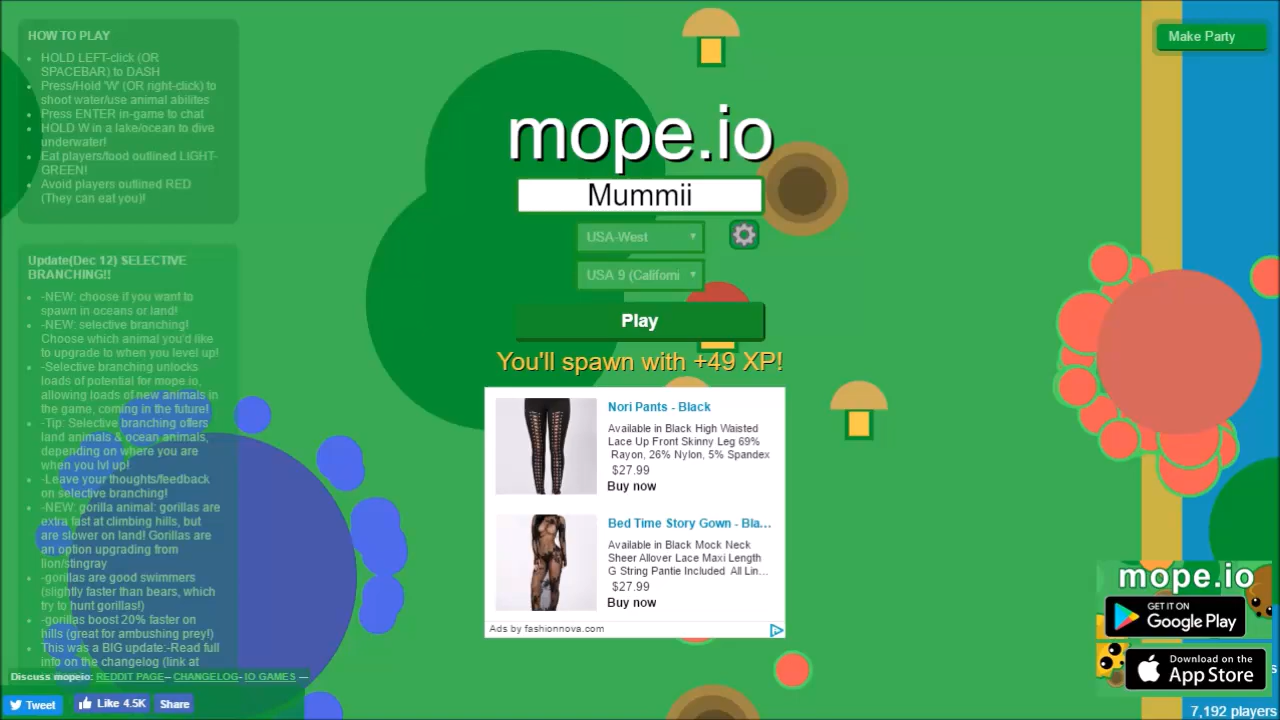 HOW TO PLAY
HOLD LEFT-click (OR
SPACEBAR) to DASH
Press/Hold 'W' (OR right-click) to
shoot water/use animal abilites
Press ENTER in-game to chat
HOLD W in a lake/ocean to dive
underwater!
Eat players/food outlined LIGHT-
GREEN!
Avoid players outlined RED
(They can eat you)!
Update(Dec 12) SELECTIVE
BRANCHING!!
-NEW: choose if you want to
spawn in oceans or land!
-NEW: selective branching!
Choose which animal you'd like
to upgrade to when you level up!
-Selective branching unlocks
loads of potential for mope.io,
allowing loads of new animals in
the game, coming in the future!
-Tip: Selective branching offers
land animals & ocean animals,
depending on where you are
when you lvl up!
-Leave your thoughts/feedback
on selective branching!
-NEW: gorilla animal: gorillas are
extra fast at climbing hills, but
are slower on land! Gorillas are
an option upgrading from
lion/stingray
-gorillas are good swimmers
(slightly faster than bears, which
try to hunt gorillas!)
-gorillas boost 20% faster on
hills (great for ambushing prey!)
This was a BIG update:-Read full
info on the changelog (link at
Discuss mopeio: REDDIT PAGE-- CHANGELOG- IO GAMES —
Tweet
Like 4.5K
Share
mope.io
Mummii
USA-West
USA 9 (Californi
Play
You'll spawn with +49 XP!
Nori Pants - Black
Available in Black High Waisted
Lace Up Front Skinny Leg 69%
Rayon, 26% Nylon, 5% Spandex
$27.99
Buy now
Bed Time Story Gown - Bla...
Available in Black Mock Neck
Sheer Allover Lace Maxi Length
G String Pantie Included All Lin...
$27.99
Buy now
Ads by fashionnova.com
Make Party
mope.io
GET IT ON
Google Play
Download on the
App Store
7,192 players